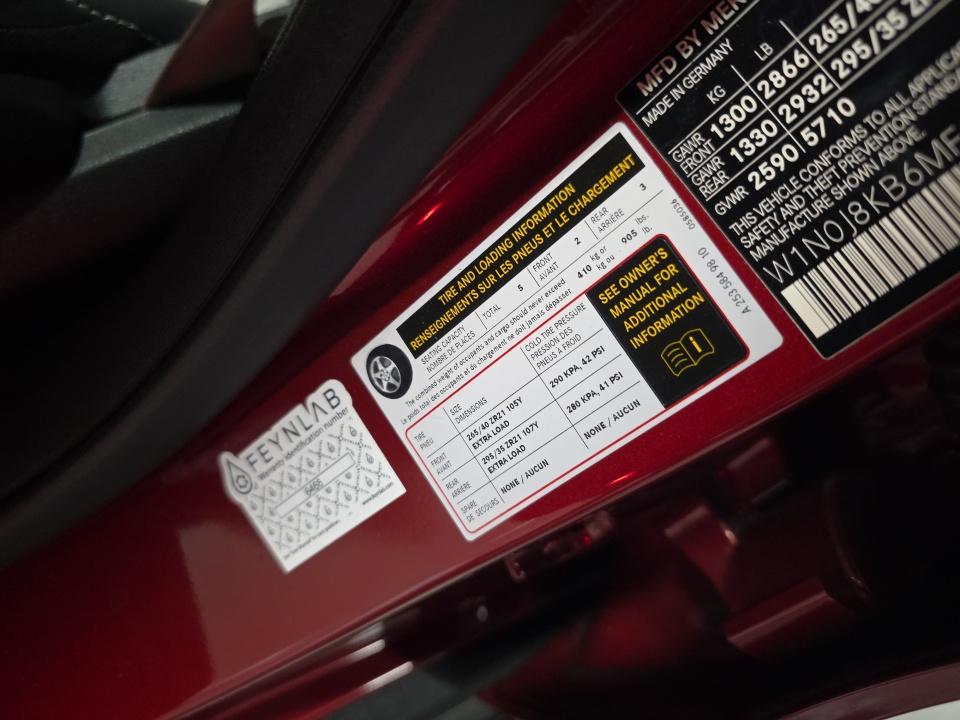 MFD BY MER
MADE IN GERMANY
KG LB
GAWR FRONT 1300 2866 265/40
GAWR REAR 1330 2932 295/35
GVWR 2590 5710
THIS VEHICLE CONFORMS TO ALL
SAFETY AND THEFT PREVENTION
MANUFACTURE SHOWN ABOVE.
W1N0J8KB6MF
TIRE AND LOADING INFORMATION
RENSEIGNEMENTS SUR LES PNEUS ET LE CHARGEMENT
SEATING CAPACITY
NOMBRE DE PLACES
TOTAL 5
FRONT
AVANT 2
REAR
ARRIÈRE 3
The combined weight of occupants and cargo should never exceed 410 kg or 905 lbs.
Le poids total des occupants et du chargement ne doit jamais dépasser kg ou lb.
TIRE
PNEU
SIZE
DIMENSIONS
COLD TIRE PRESSURE
PRESSION DES
PNEUS À FROID
FRONT
AVANT
265/40 ZR21 105Y
EXTRA LOAD
290 KPA, 42 PSI
REAR
ARRIÈRE
295/35 ZR21 107Y
EXTRA LOAD
280 KPA, 41 PSI
SPARE
DE SECOURS
NONE / AUCUN
NONE / AUCUN
SEE OWNER'S
MANUAL FOR
ADDITIONAL
INFORMATION
A 253 584 98 10
FEYNLAB
Warranty identification number